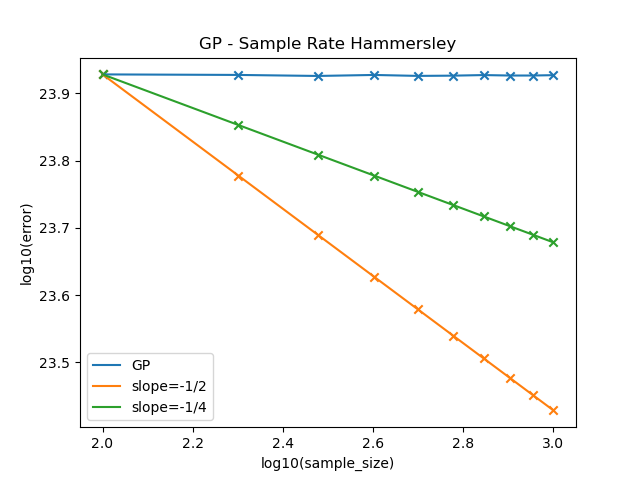 GP - Sample Rate Hammersley
log10(error)
23.9
23.8
23.7
23.6
23.5
GP
slope=-1/2
slope=-1/4
2.0 2.2 2.4 2.6 2.8 3.0
log10(sample_size)